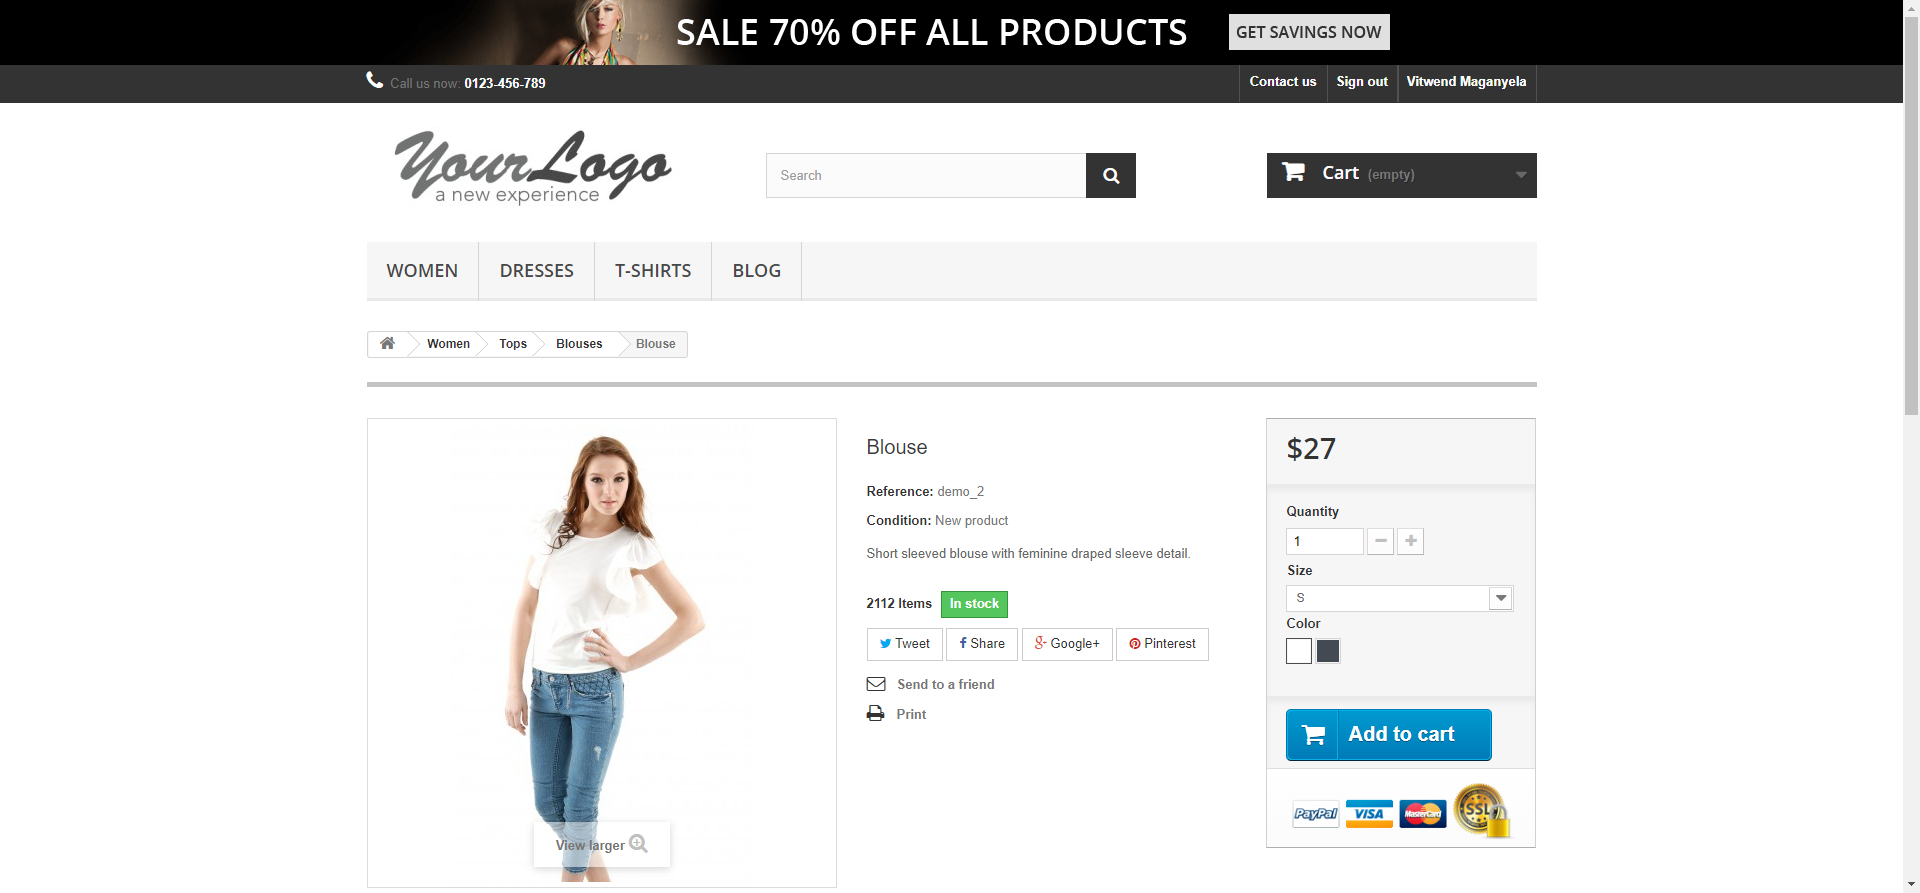 SALE 70% OFF ALL PRODUCTS GET SAVINGS NOW
Call us now: 0123-456-789
Contact us Sign out Vitwend Maganyela
YourLogo
a new experience
Search
Cart (empty)
WOMEN DRESSES T-SHIRTS BLOG
Women Tops Blouses Blouse
View larger
Blouse
Reference: demo_2
Condition: New product
Short sleeved blouse with feminine draped sleeve detail.
2112 Items In stock
Tweet Share Google+ Pinterest
Send to a friend
Print
$27
Quantity
1
Size
S
Color
Add to cart
PayPal VISA MasterCard SSL